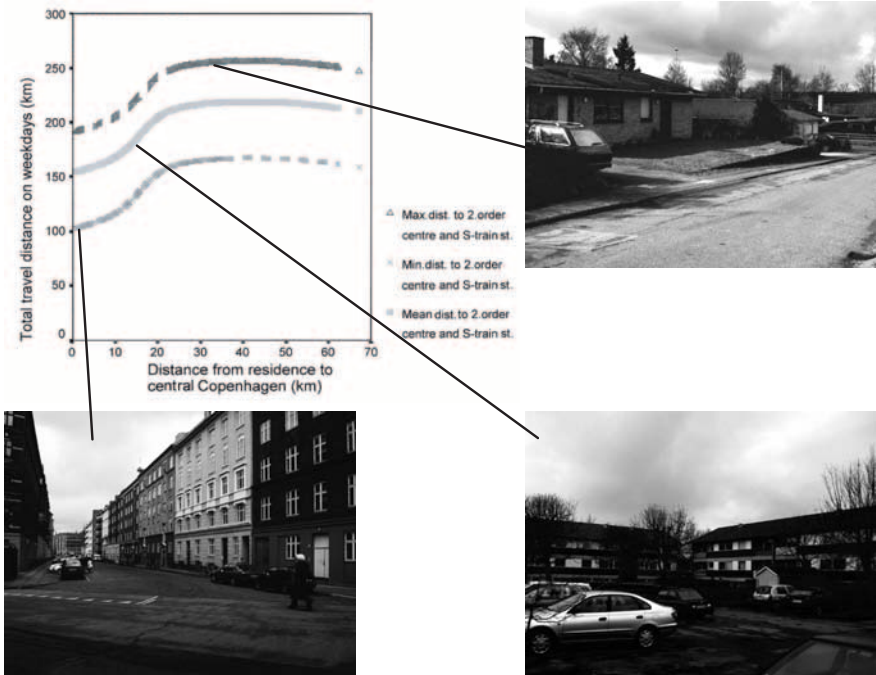 300
250
200
150
100
50
0
Total travel distance on weekdays (km)
0 10 20 30 40 50 60 70
Distance from residence to
central Copenhagen (km)
Max.dist. to 2.order
centre and S-train st.
Min.dist. to 2.order
centre and S-train st.
Mean dist. to 2.order
centre and S-train st.